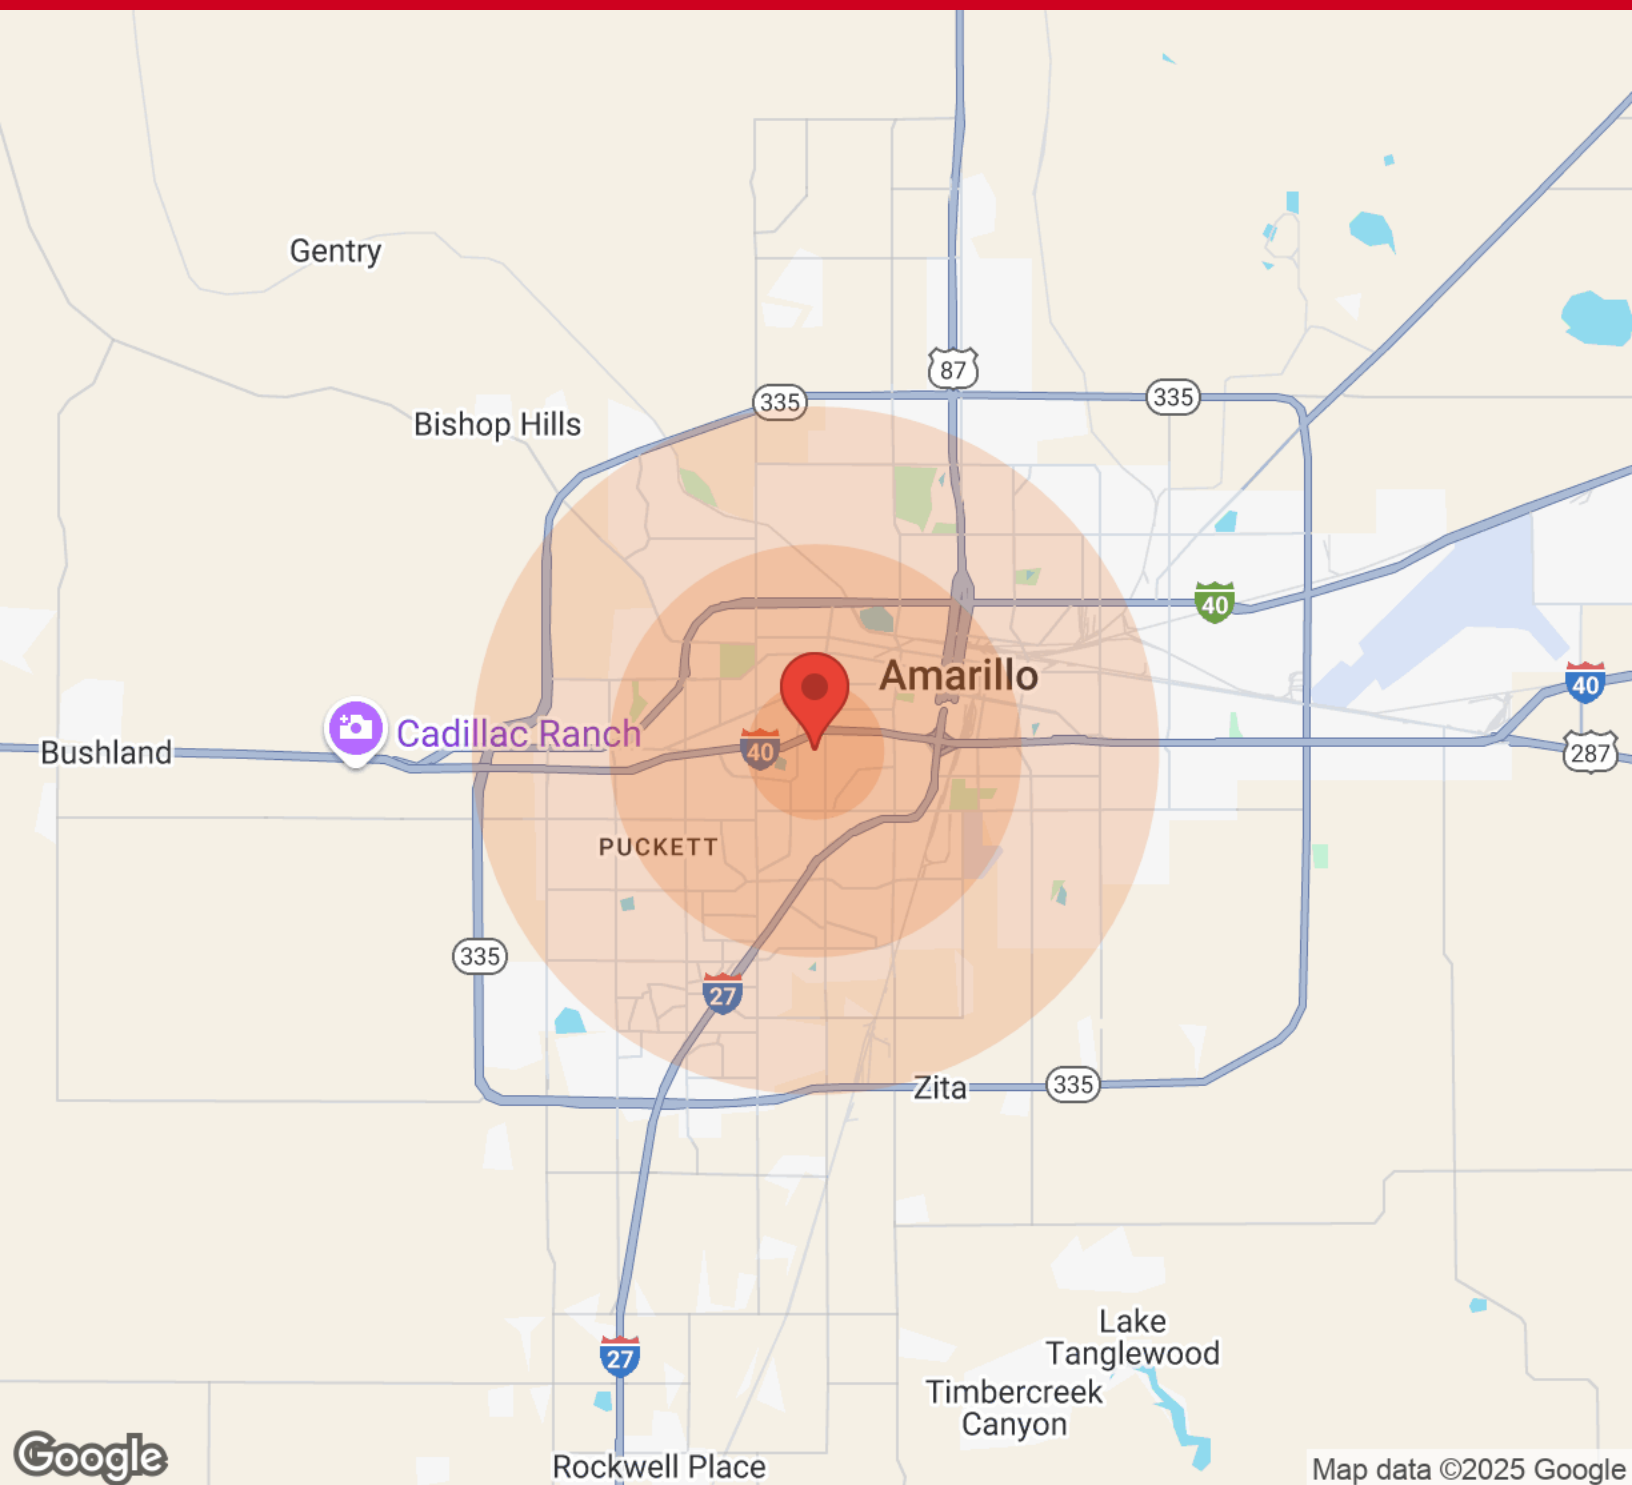 Gentry
87
335
335
Bishop Hills
40
Amarillo
40
Cadillac Ranch
Bushland
40
287
PUCKETT
335
27
Zita
335
Lake
Tanglewood
27
Timbercreek
Canyon
Rockwell Place
Google
Map data ©2025 Google